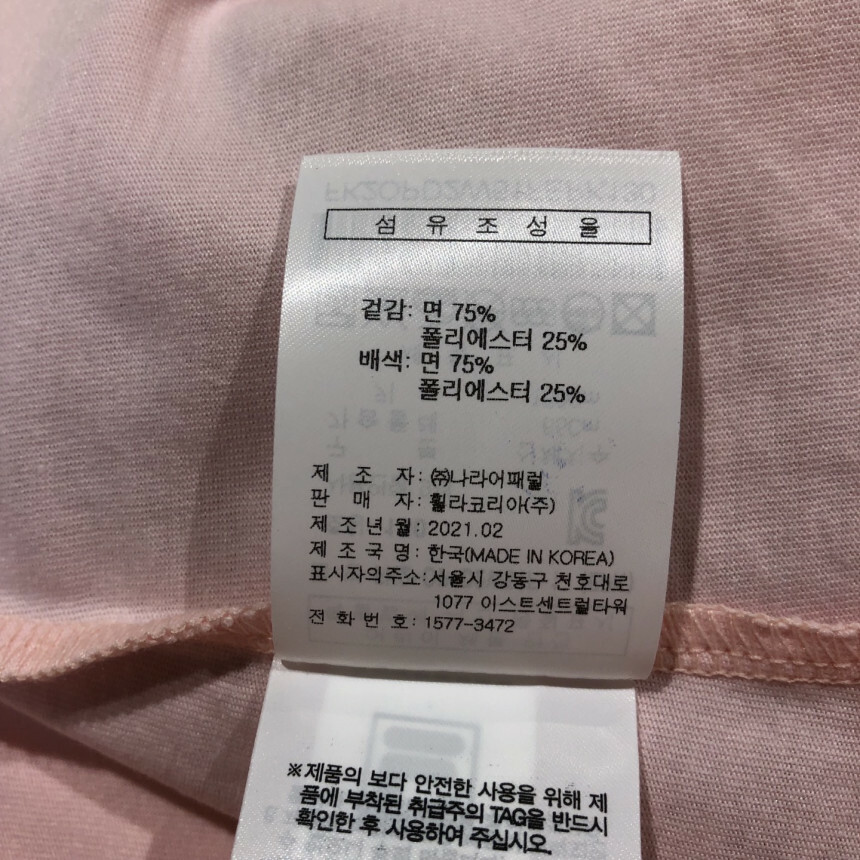 섬 유 조 성 율
겉감: 면 75%
폴리에스터 25%
배색: 면 75%
폴리에스터 25%
제 조 자: ㈜나라어패럴
판 매 자: 휠라코리아(주)
제 조 년 월: 2021.02
제 조 국 명: 한국(MADE IN KOREA)
표시자의주소: 서울시 강동구 천호대로
1077 이스트센트럴타워
전 화 번 호: 1577-3472
※제품의 보다 안전한 사용을 위해 제
품에 부착된 취급주의 TAG을 반드시
확인한 후 사용하여 주십시오.